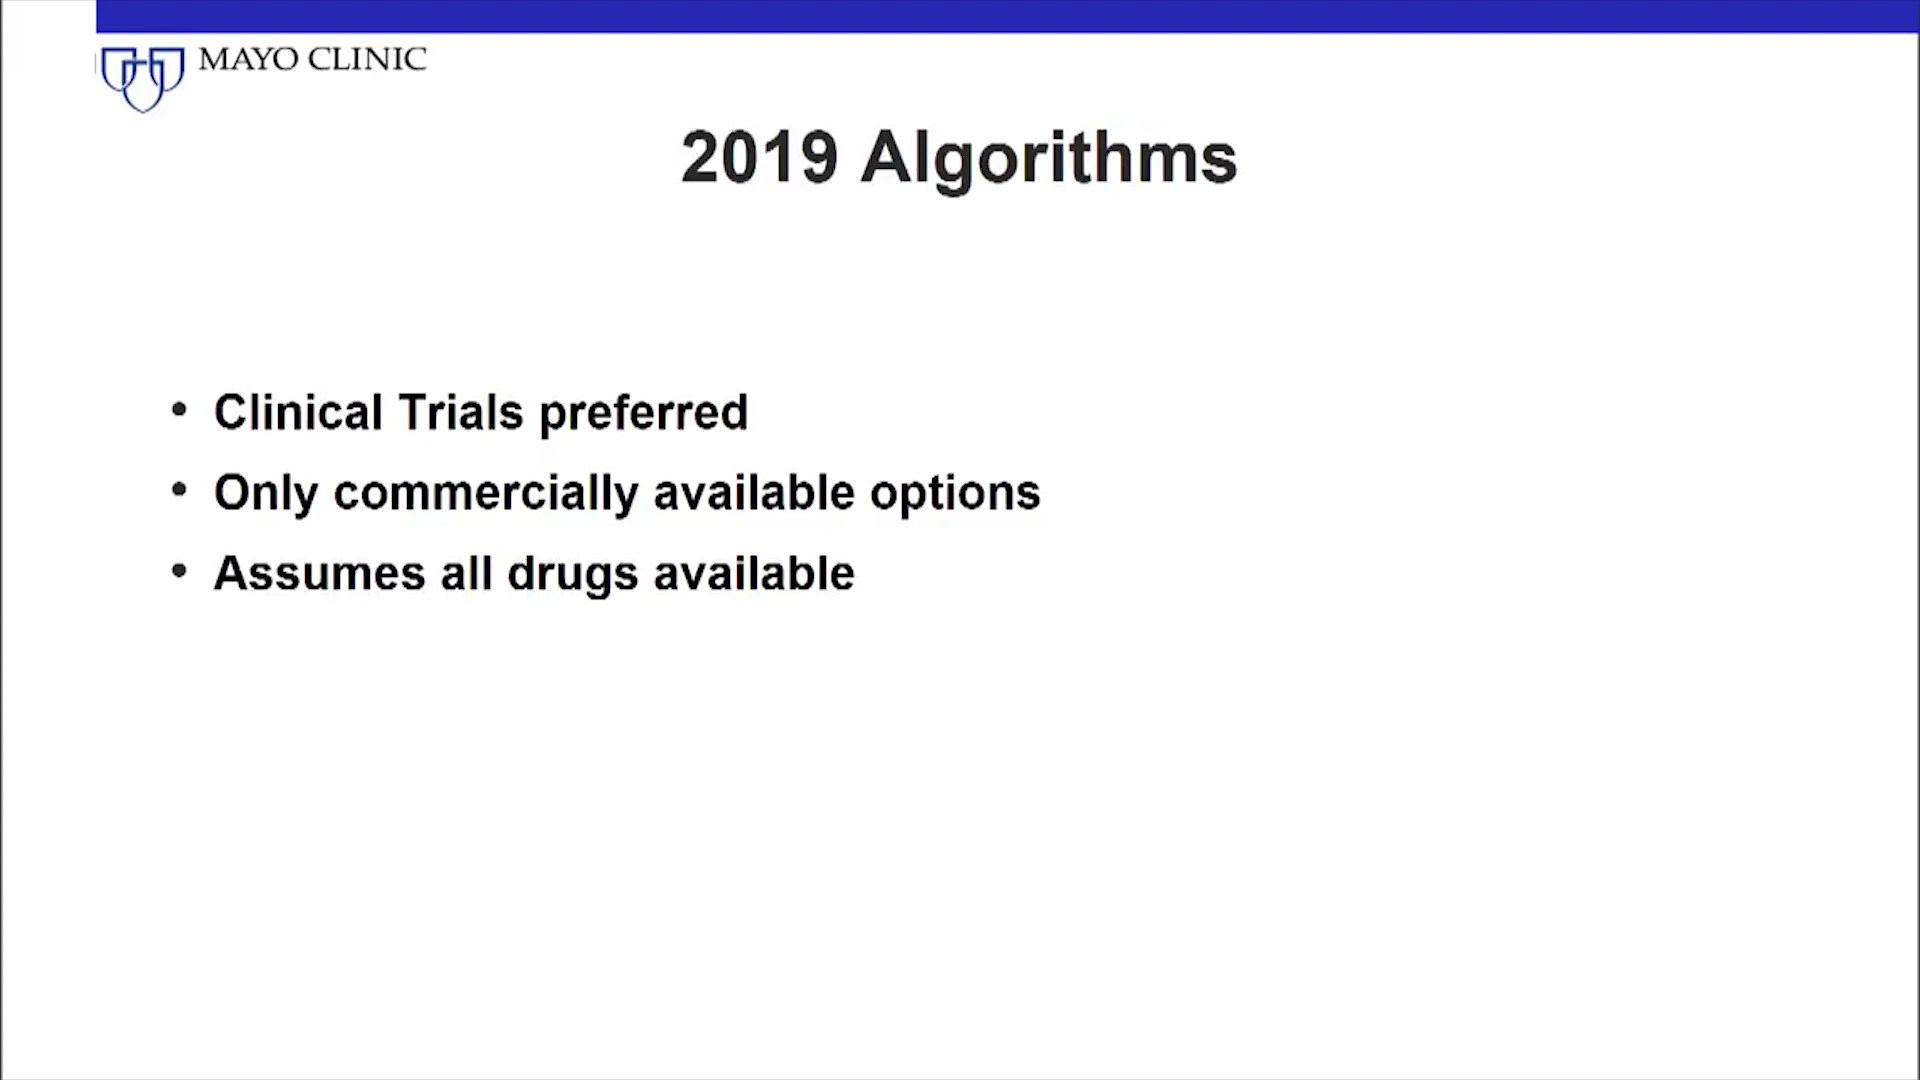 MAYO CLINIC
2019 Algorithms
• Clinical Trials preferred
• Only commercially available options
• Assumes all drugs available